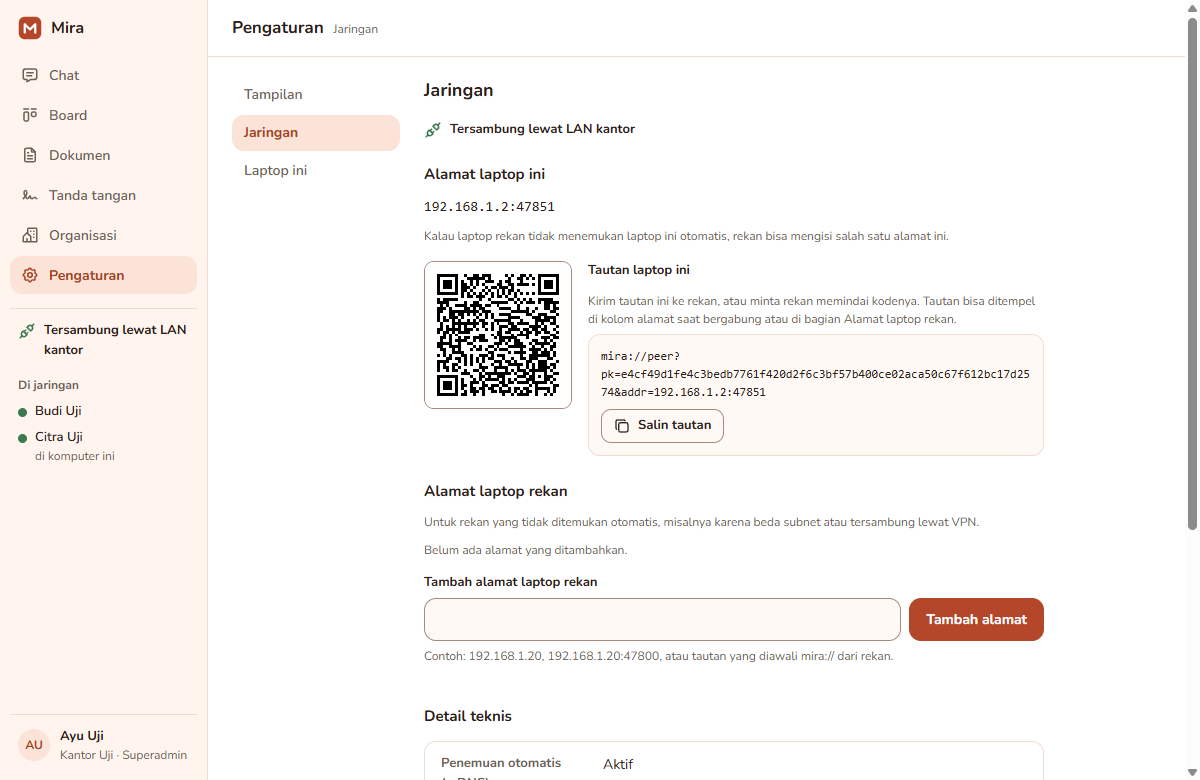 Mira
Chat
Board
Dokumen
Tanda tangan
Organisasi
Pengaturan
Tersambung lewat LAN
kantor
Di jaringan
Budi Uji
Citra Uji
di komputer ini
AU
Ayu Uji
Kantor Uji · Superadmin
Pengaturan Jaringan
Tampilan
Jaringan
Laptop ini
Jaringan
Tersambung lewat LAN kantor
Alamat laptop ini
192.168.1.2:47851
Kalau laptop rekan tidak menemukan laptop ini otomatis, rekan bisa mengisi salah satu alamat ini.
Tautan laptop ini
Kirim tautan ini ke rekan, atau minta rekan memindai kodenya. Tautan bisa ditempel
di kolom alamat saat bergabung atau di bagian Alamat laptop rekan.
mira://peer?
pk=e4cf49d1fe4c3bedb7761f420d2f6c3bf57b400ce02aca50c67f612bc17d25
74&addr=192.168.1.2:47851
Salin tautan
Alamat laptop rekan
Untuk rekan yang tidak ditemukan otomatis, misalnya karena beda subnet atau tersambung lewat VPN.
Belum ada alamat yang ditambahkan.
Tambah alamat laptop rekan
Tambah alamat
Contoh: 192.168.1.20, 192.168.1.20:47800, atau tautan yang diawali mira:// dari rekan.
Detail teknis
Penemuan otomatis
Aktif